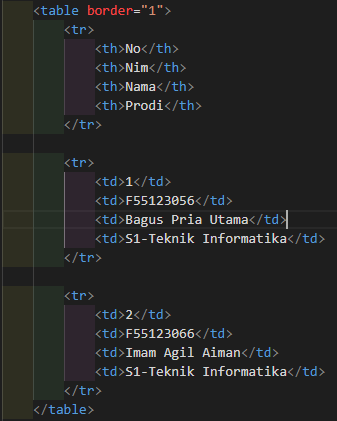 <table border="1">
<tr>
<th>No</th>
<th>Nim</th>
<th>Nama</th>
<th>Prodi</th>
</tr>
<tr>
<td>1</td>
<td>F55123056</td>
<td>Bagus Pria Utama</td>
<td>S1-Teknik Informatika</td>
</tr>
<tr>
<td>2</td>
<td>F55123066</td>
<td>Imam Agil Aiman</td>
<td>S1-Teknik Informatika</td>
</tr>
</table>